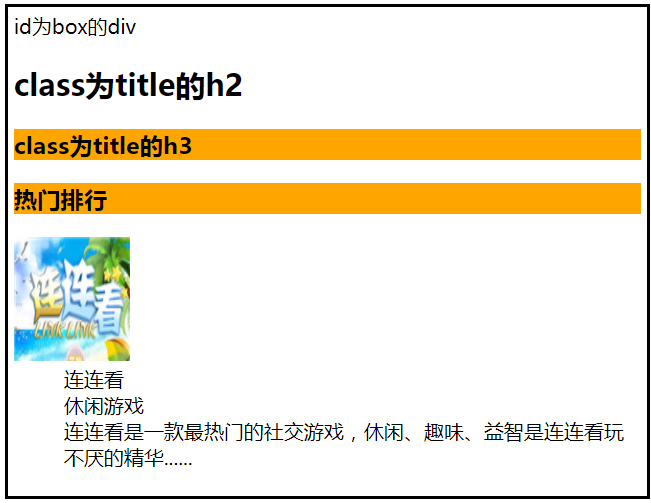 id为box的div
class为title的h2
class为title的h3
热门排行
连连看
连连看
休闲游戏
连连看是一款最热门的社交游戏，休闲、趣味、益智是连连看玩
不厌的精华......